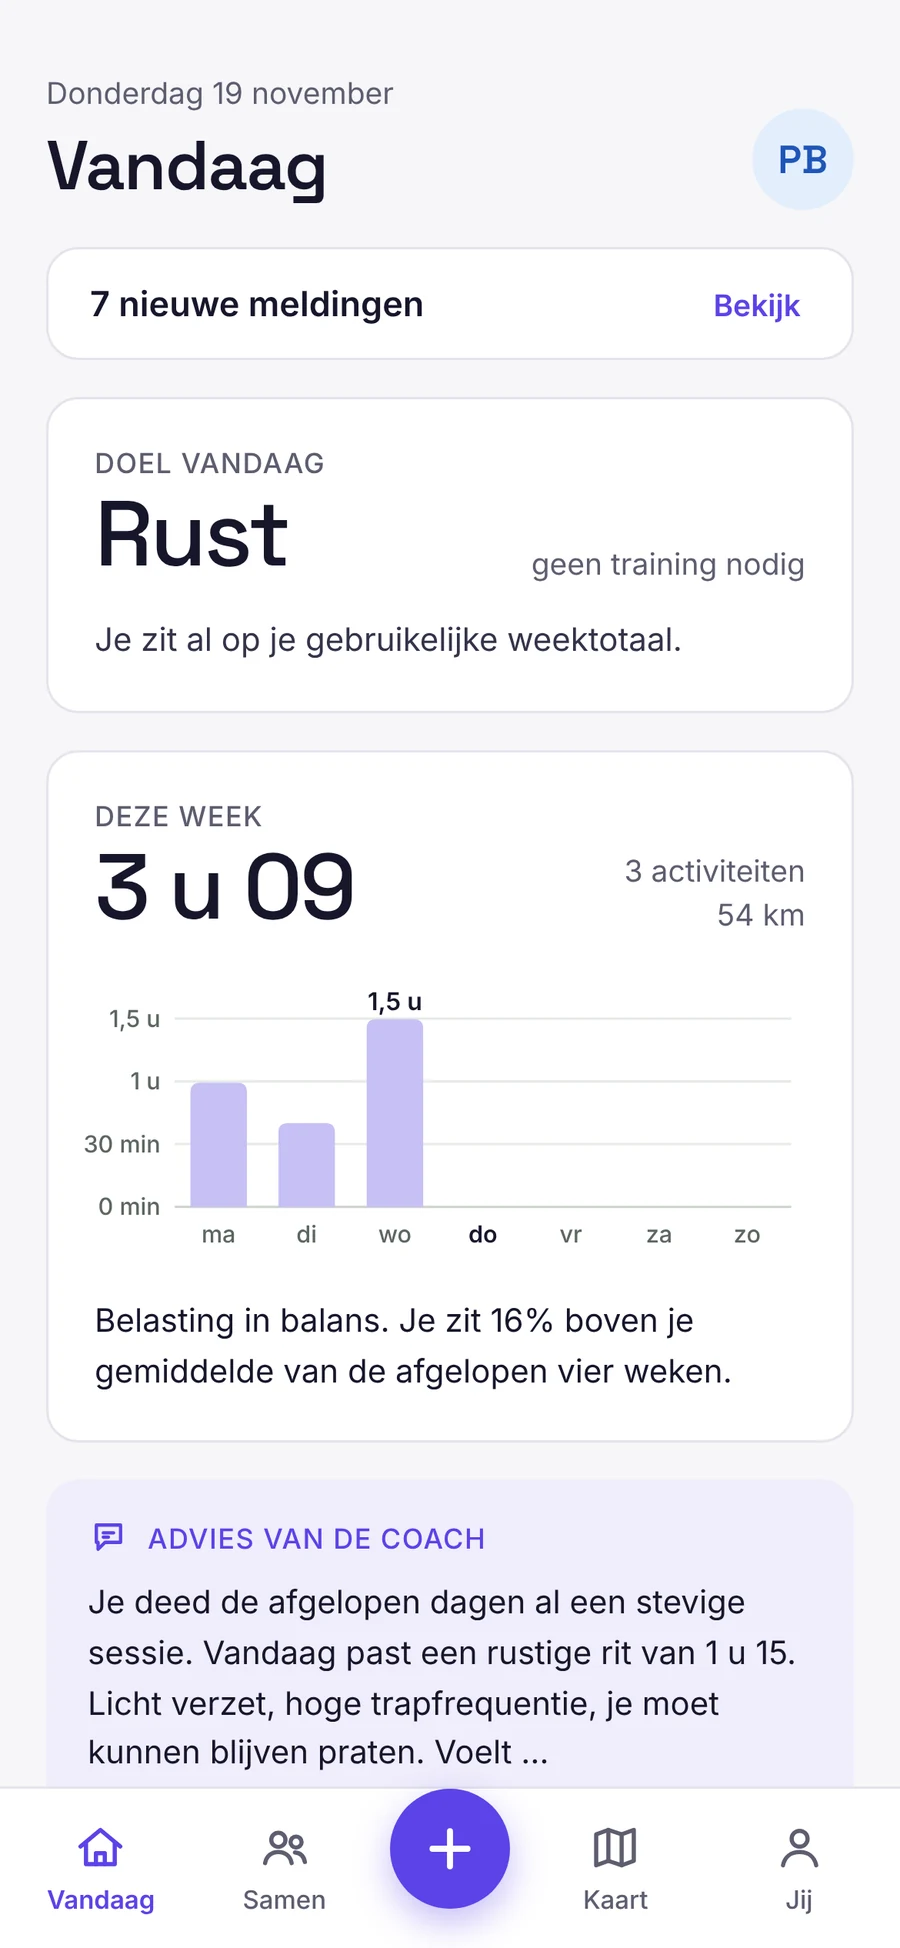 Donderdag 19 november
Vandaag
PB
7 nieuwe meldingen
Bekijk
DOEL VANDAAG
Rust
geen training nodig
Je zit al op je gebruikelijke weektotaal.
DEZE WEEK
3 u 09
3 activiteiten
54 km
1,5 u
1,5 u
1 u
30 min
0 min
ma di wo do vr za zo
Belasting in balans. Je zit 16% boven je
gemiddelde van de afgelopen vier weken.
ADVIES VAN DE COACH
Je deed de afgelopen dagen al een stevige
sessie. Vandaag past een rustige rit van 1 u 15.
Licht verzet, hoge trapfrequentie, je moet
kunnen blijven praten. Voelt ...
Vandaag Samen Kaart Jij